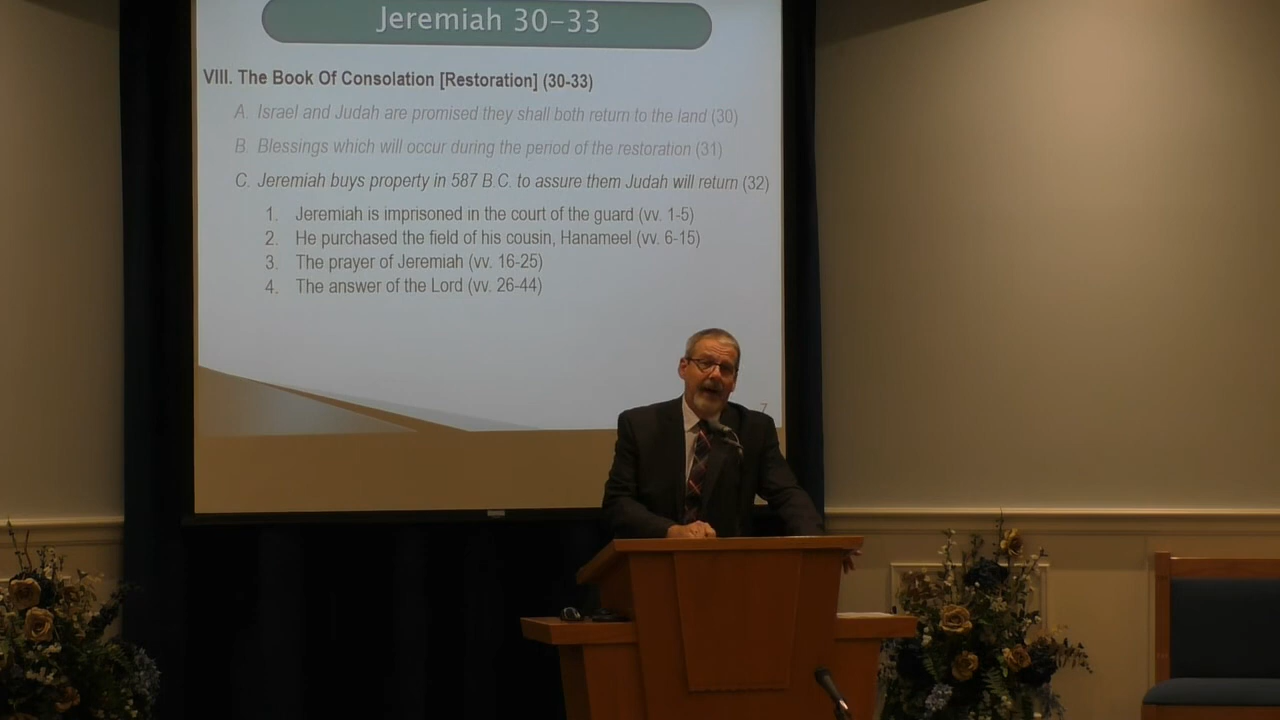 Jeremiah 30-33
VIII. The Book Of Consolation [Restoration] (30-33)
A. Israel and Judah are promised they shall both return to the land (30)
B. Blessings which will occur during the period of the restoration (31)
C. Jeremiah buys property in 587 B.C. to assure them Judah will return (32)
1. Jeremiah is imprisoned in the court of the guard (vv. 1-5)
2. He purchased the field of his cousin, Hanameel (vv. 6-15)
3. The prayer of Jeremiah (vv. 16-25)
4. The answer of the Lord (vv. 26-44)
7